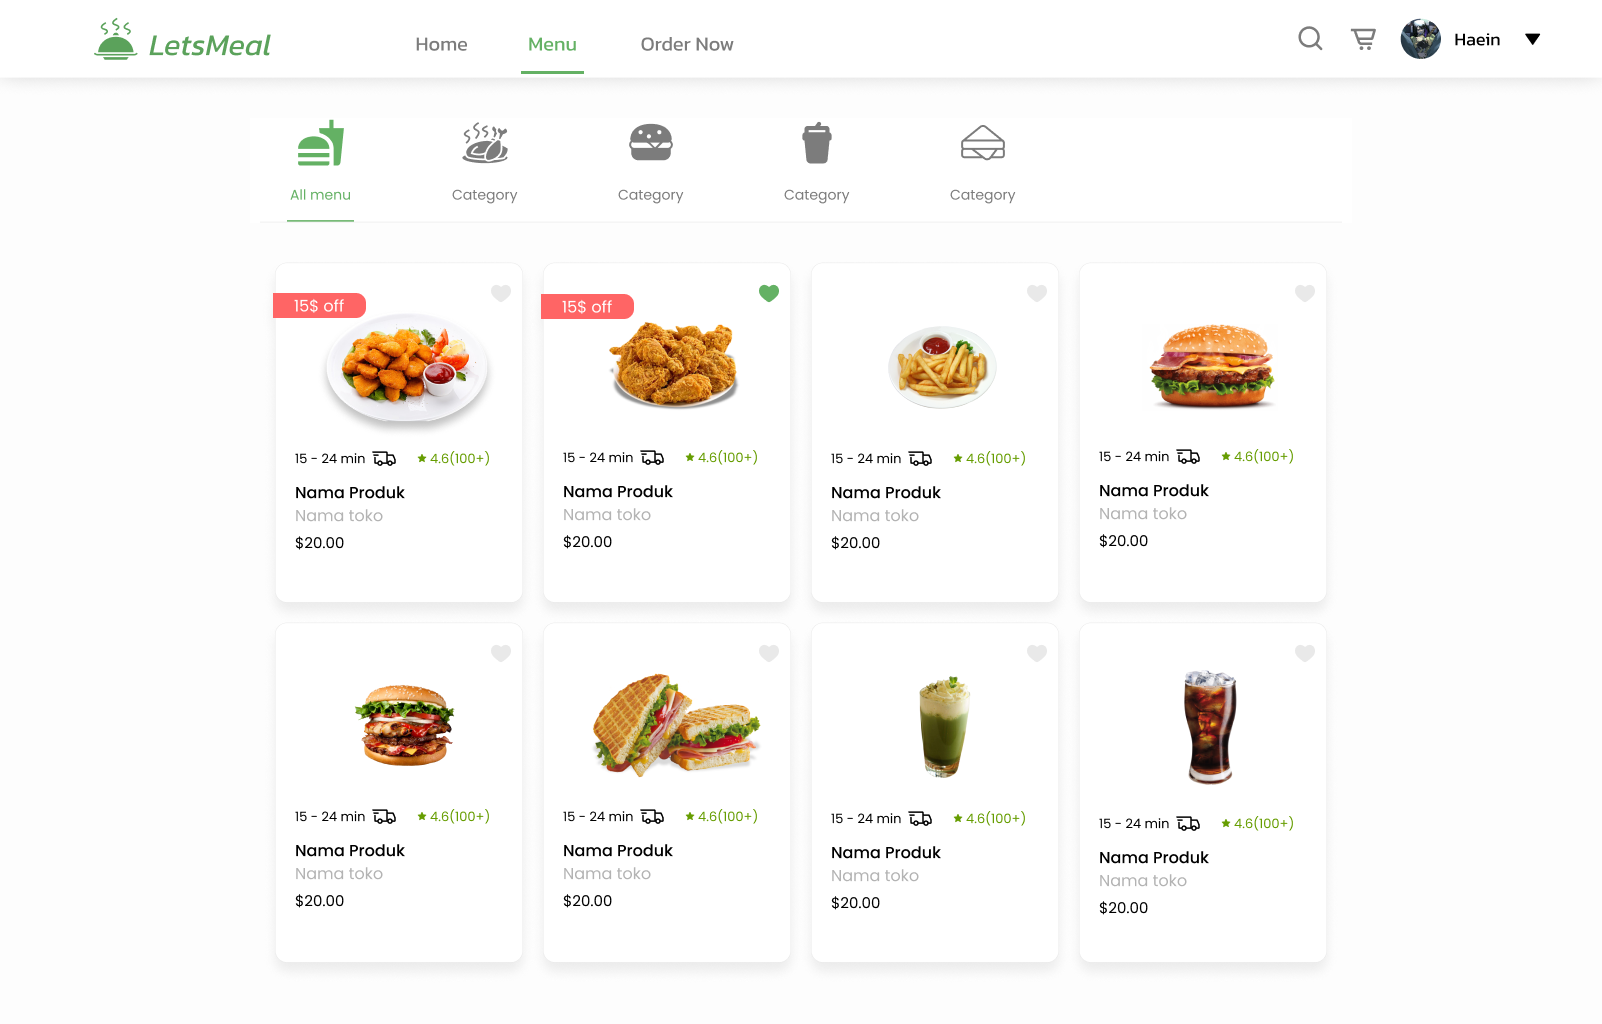 LetsMeal
Home
Menu
Order Now
Haein
All menu
Category
Category
Category
Category
15$ off
15 - 24 min
4.6(100+)
Nama Produk
Nama toko
$20.00
15$ off
15 - 24 min
4.6(100+)
Nama Produk
Nama toko
$20.00
15 - 24 min
4.6(100+)
Nama Produk
Nama toko
$20.00
15 - 24 min
4.6(100+)
Nama Produk
Nama toko
$20.00
15 - 24 min
4.6(100+)
Nama Produk
Nama toko
$20.00
15 - 24 min
4.6(100+)
Nama Produk
Nama toko
$20.00
15 - 24 min
4.6(100+)
Nama Produk
Nama toko
$20.00
15 - 24 min
4.6(100+)
Nama Produk
Nama toko
$20.00